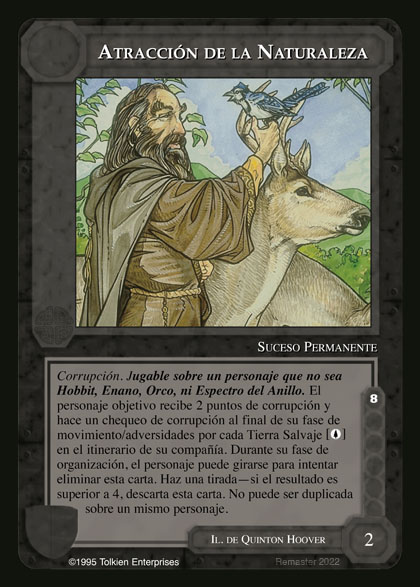 Atracción de la Naturaleza
Suceso Permanente
Corrupción. Jugable sobre un personaje que no sea
Hobbit, Enano, Orco, ni Espectro del Anillo. El
personaje objetivo recibe 2 puntos de corrupción y
hace un chequeo de corrupción al final de su fase de
movimiento/adversidades por cada Tierra Salvaje []
en el itinerario de su compañía. Durante su fase de
organización, el personaje puede girarse para intentar
eliminar esta carta. Haz una tirada—si el resultado es
superior a 4, descarta esta carta. No puede ser duplicada
sobre un mismo personaje.
8
Il. de Quinton Hoover
2
©1995 Tolkien Enterprises
Remaster 2022